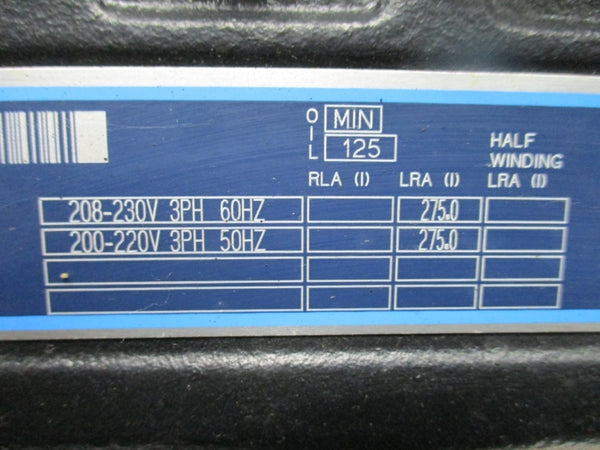 OIL MIN
125
HALF
WINDING
RLA (I) LRA (I) LRA (I)
208-230V 3PH 60HZ 275.0
200-220V 3PH 50HZ 275.0